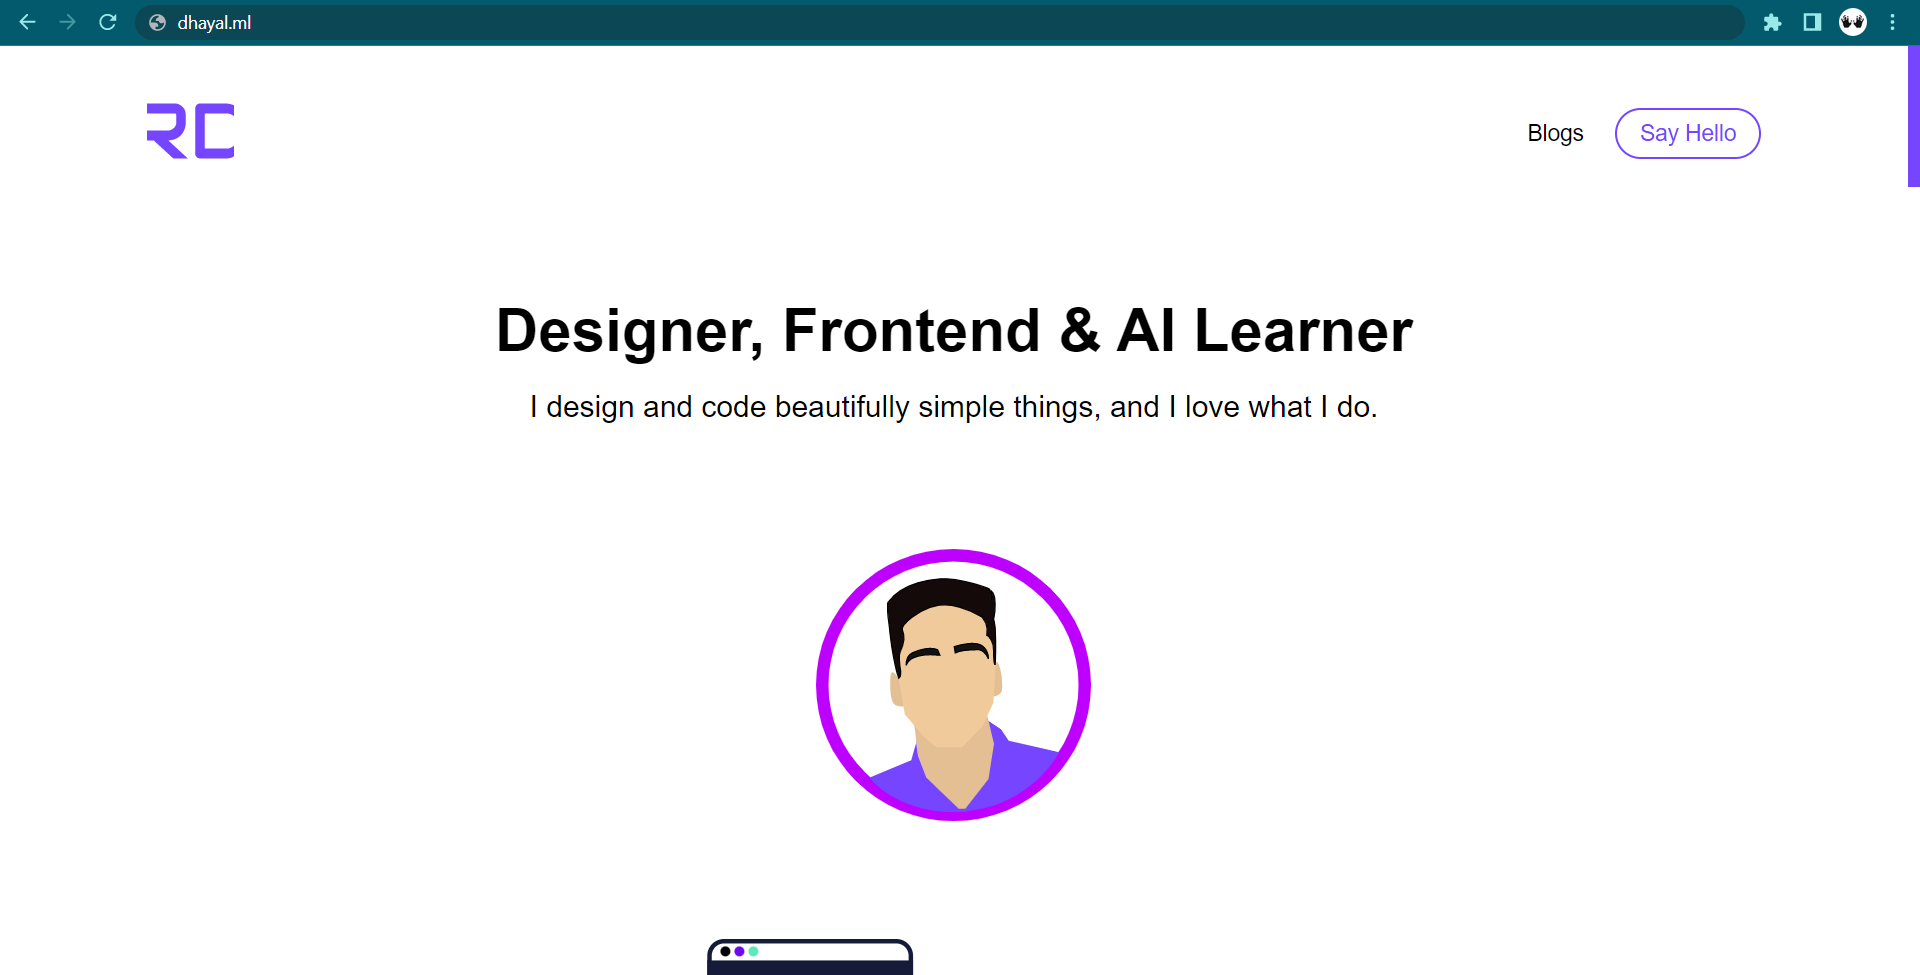 dhayal.ml
RC
Blogs
Say Hello
Designer, Frontend & AI Learner
I design and code beautifully simple things, and I love what I do.